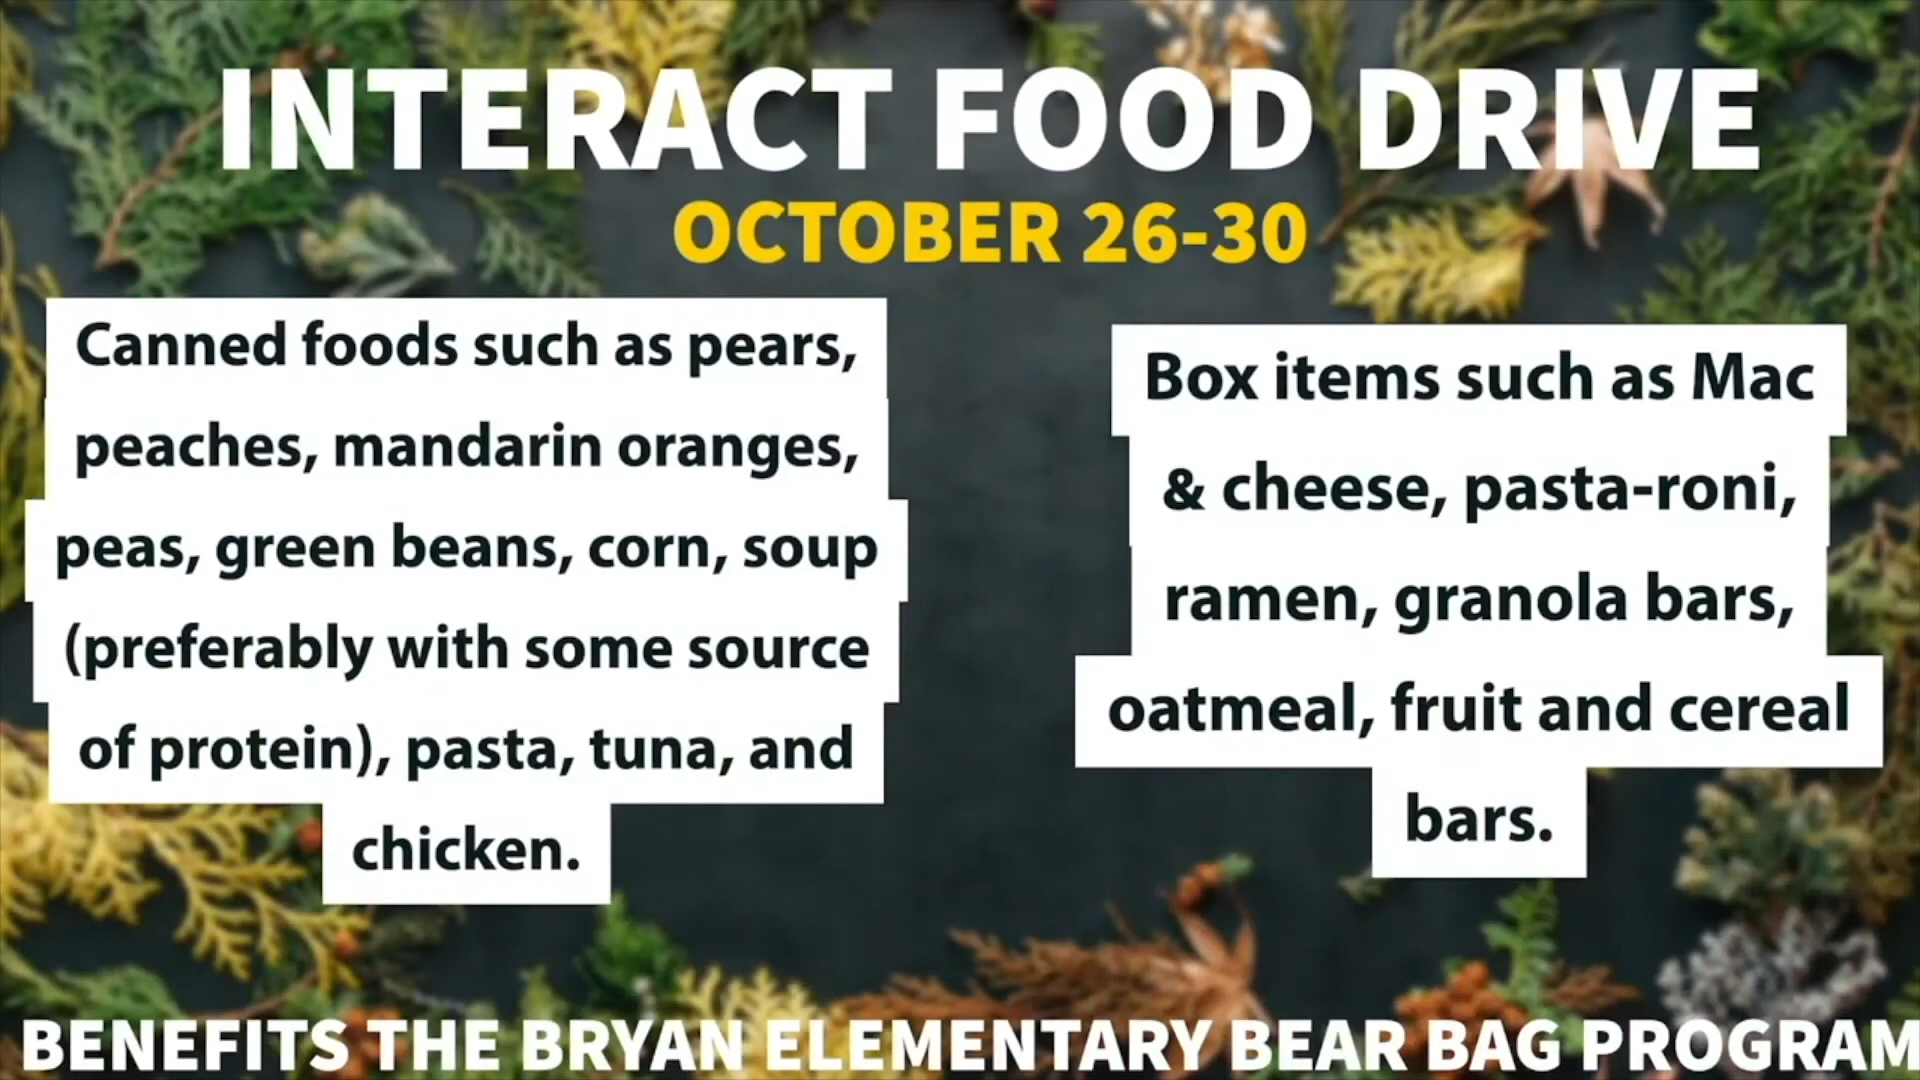 INTERACT FOOD DRIVE
OCTOBER 26-30
Canned foods such as pears,
peaches, mandarin oranges,
peas, green beans, corn, soup
(preferably with some source
of protein), pasta, tuna, and
chicken.
Box items such as Mac
& cheese, pasta-roni,
ramen, granola bars,
oatmeal, fruit and cereal
bars.
BENEFITS THE BRYAN ELEMENTARY BEAR BAG PROGRAM